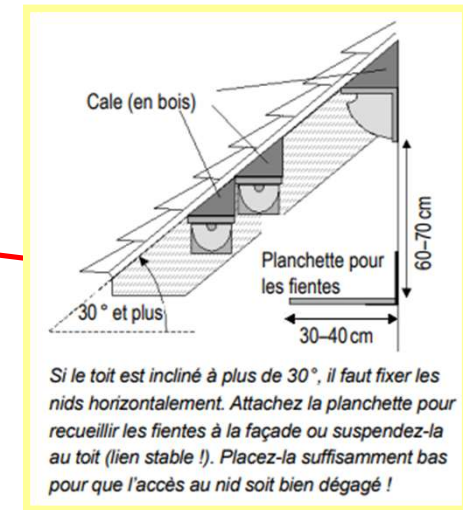 Cale (en bois)
60–70 cm
Planchette pour
les fientes
30° et plus
30–40 cm
Si le toit est incliné à plus de 30°, il faut fixer les
nids horizontalement. Attachez la planchette pour
recueillir les fientes à la façade ou suspendez-la
au toit (lien stable !). Placez-la suffisamment bas
pour que l'accès au nid soit bien dégagé !